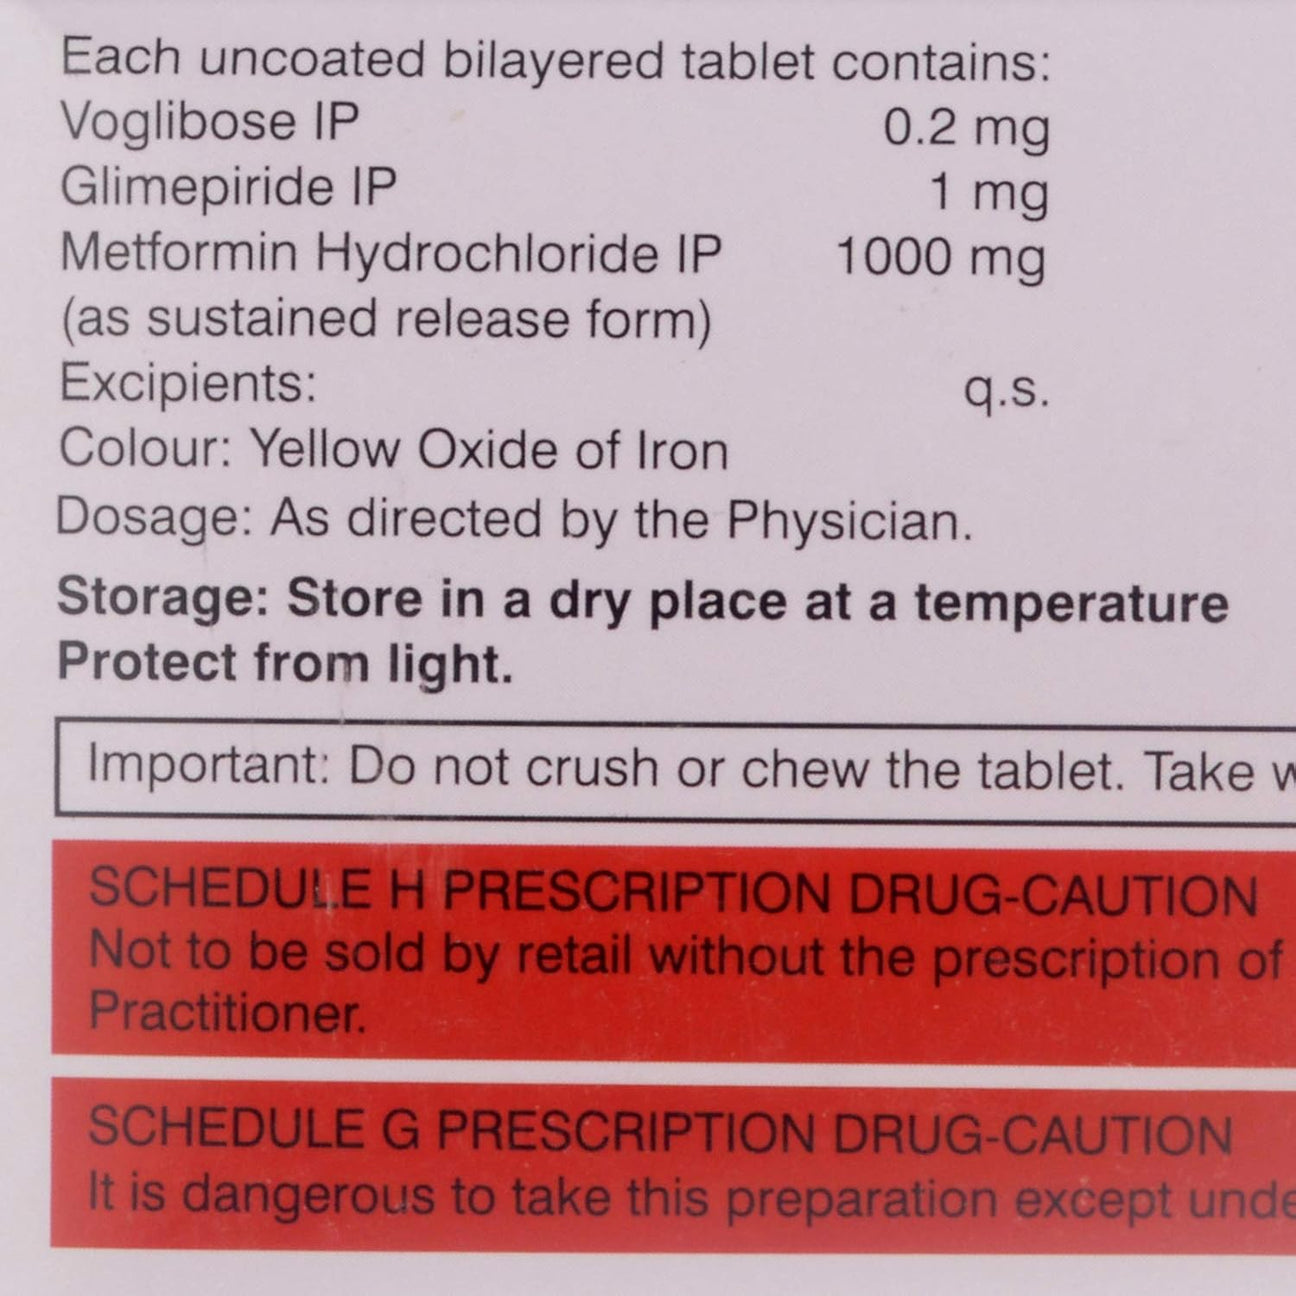 Each uncoated bilayered tablet contains:
Voglibose IP 0.2 mg
Glimepiride IP 1 mg
Metformin Hydrochloride IP 1000 mg
(as sustained release form)
Excipients: q.s.
Colour: Yellow Oxide of Iron
Dosage: As directed by the Physician.
Storage: Store in a dry place at a temperature
Protect from light.
Important: Do not crush or chew the tablet. Take
SCHEDULE H PRESCRIPTION DRUG-CAUTION
Not to be sold by retail without the prescription of
Practitioner.
SCHEDULE G PRESCRIPTION DRUG-CAUTION
It is dangerous to take this preparation except